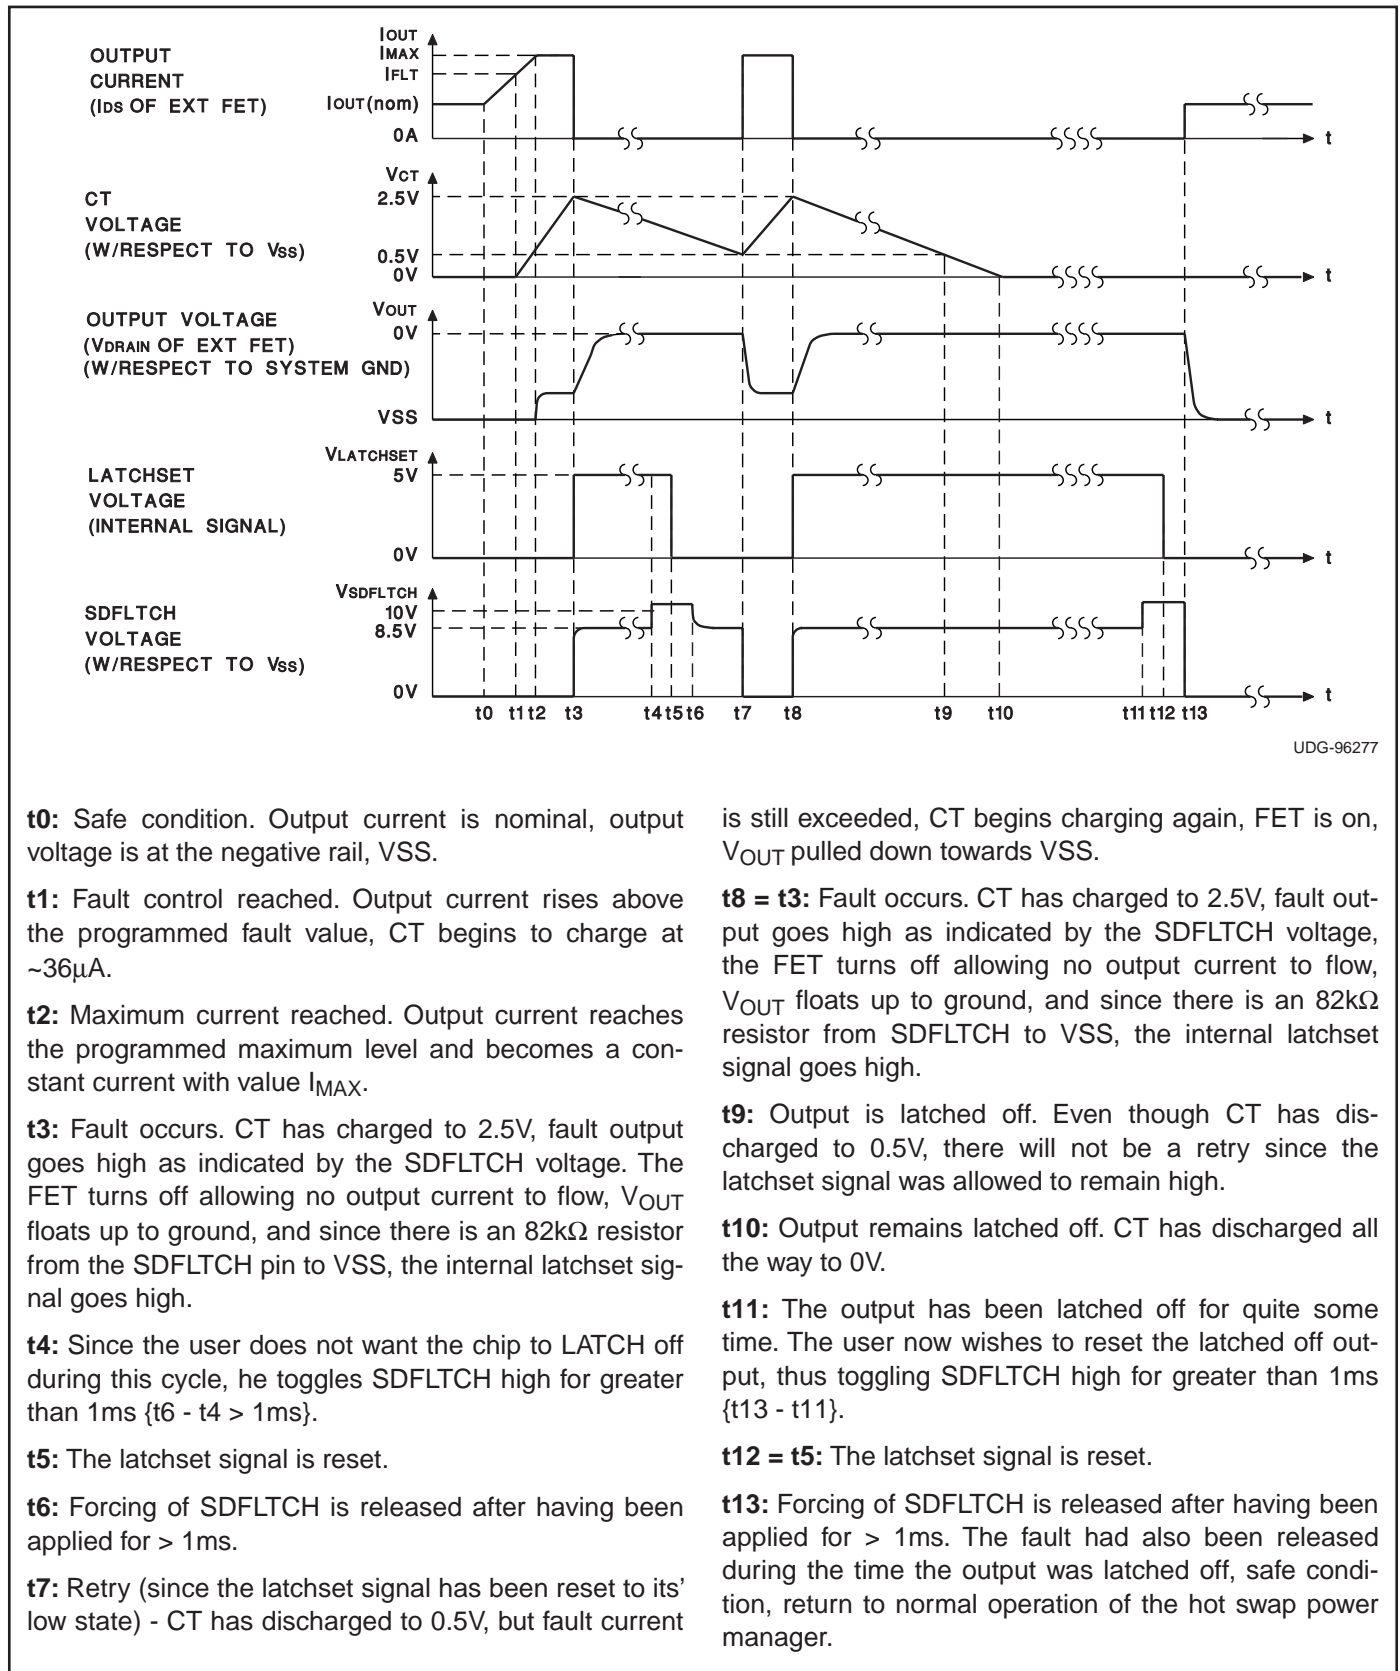 IOUT
OUTPUT
CURRENT
(IDS OF EXT FET)
IMAX
IFLT
IOUT(nom)
0A
t
VCT
CT
VOLTAGE
(W/RESPECT TO VSS)
2.5V
0.5V
0V
t
OUTPUT VOLTAGE
(VDRAIN OF EXT FET)
(W/RESPECT TO SYSTEM GND)
VOUT
0V
VSS
t
LATCHSET
VOLTAGE
(INTERNAL SIGNAL)
VLATCHSET
5V
0V
t
SDFLTCH
VOLTAGE
(W/RESPECT TO VSS)
VSDFLTCH
10V
8.5V
0V
t
t0 t1 t2 t3 t4 t5 t6 t7 t8 t9 t10 t11 t12 t13
UDG-96277
t0: Safe condition. Output current is nominal, output
voltage is at the negative rail, VSS.
t1: Fault control reached. Output current rises above
the programmed fault value, CT begins to charge at
~36μA.
t2: Maximum current reached. Output current reaches
the programmed maximum level and becomes a con-
stant current with value IMAX.
t3: Fault occurs. CT has charged to 2.5V, fault output
goes high as indicated by the SDFLTCH voltage. The
FET turns off allowing no output current to flow, VOUT
floats up to ground, and since there is an 82kΩ resistor
from the SDFLTCH pin to VSS, the internal latchset sig-
nal goes high.
t4: Since the user does not want the chip to LATCH off
during this cycle, he toggles SDFLTCH high for greater
than 1ms {t6 - t4 > 1ms}.
t5: The latchset signal is reset.
t6: Forcing of SDFLTCH is released after having been
applied for > 1ms.
t7: Retry (since the latchset signal has been reset to its'
low state) - CT has discharged to 0.5V, but fault current
is still exceeded, CT begins charging again, FET is on,
VOUT pulled down towards VSS.
t8 = t3: Fault occurs. CT has charged to 2.5V, fault out-
put goes high as indicated by the SDFLTCH voltage,
the FET turns off allowing no output current to flow,
VOUT floats up to ground, and since there is an 82kΩ
resistor from SDFLTCH to VSS, the internal latchset
signal goes high.
t9: Output is latched off. Even though CT has dis-
charged to 0.5V, there will not be a retry since the
latchset signal was allowed to remain high.
t10: Output remains latched off. CT has discharged all
the way to 0V.
t11: The output has been latched off for quite some
time. The user now wishes to reset the latched off out-
put, thus toggling SDFLTCH high for greater than 1ms
{t13 - t11}.
t12 = t5: The latchset signal is reset.
t13: Forcing of SDFLTCH is released after having been
applied for > 1ms. The fault had also been released
during the time the output was latched off, safe condi-
tion, return to normal operation of the hot swap power
manager.